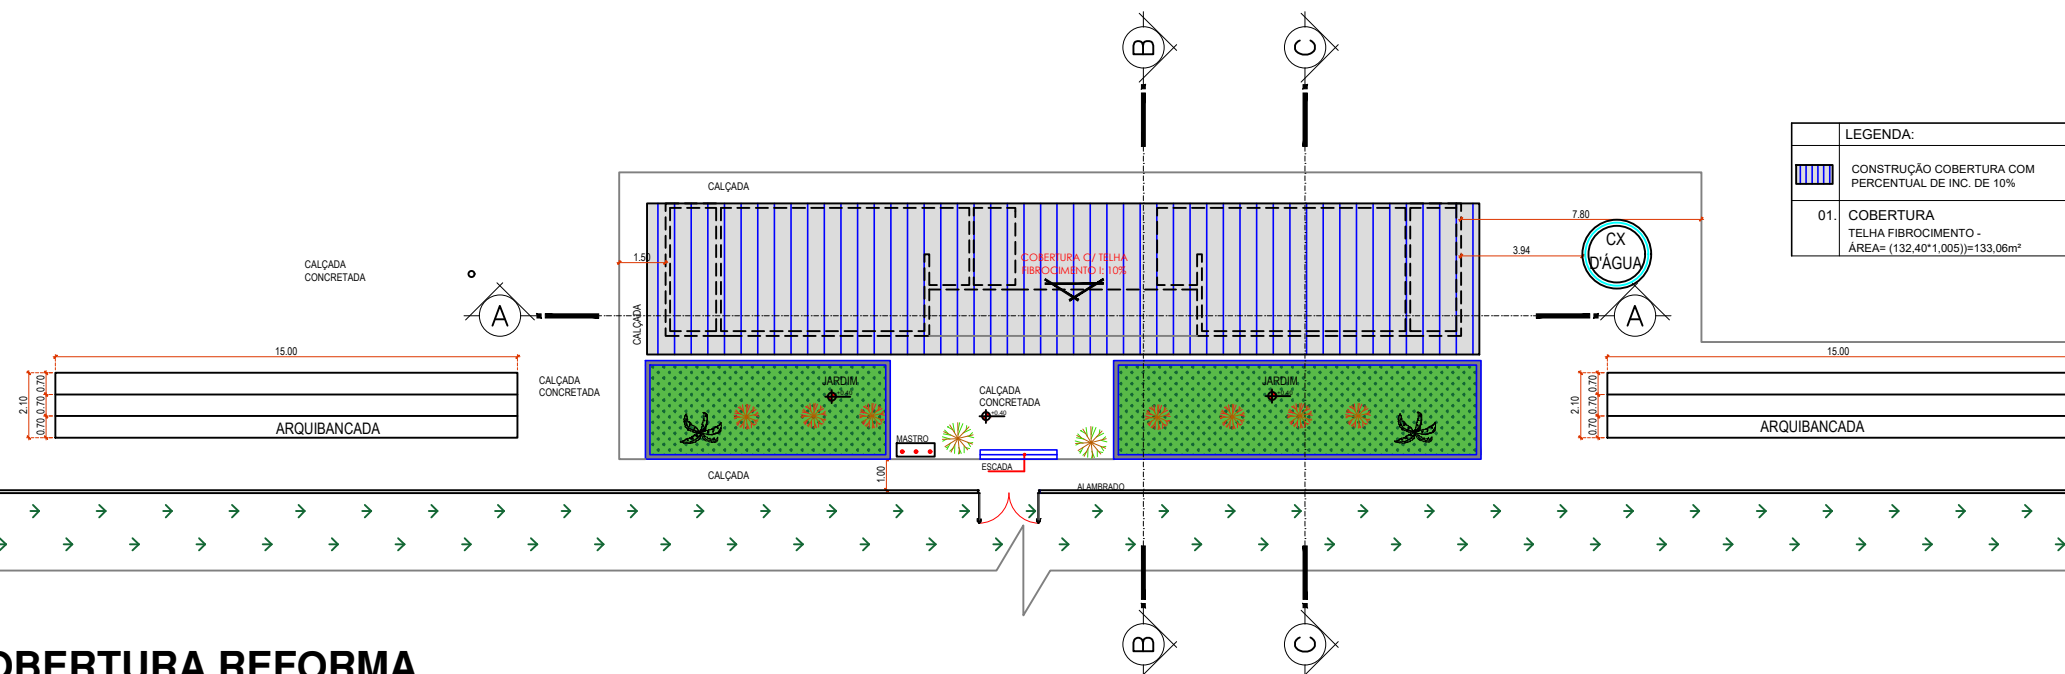 B
C
LEGENDA:
CONSTRUÇÃO COBERTURA COM
PERCENTUAL DE INC. DE 10%
01. COBERTURA
TELHA FIBROCIMENTO -
ÁREA= (132,40*1,005))=133,06m²
CALÇADA
7.80
CX
D'ÁGUA
3.94
1.50
COBERTURA C/ TELHA
FIBROCIMENTO I: 10%
CALÇADA
CONCRETADA
CALÇADA
A
A
15.00
15.00
2.10
0.70
0.70
0.70
ARQUIBANCADA
CALÇADA
CONCRETADA
JARDIM
CALÇADA
CONCRETADA
+0.40
JARDIM
2.10
0.70
0.70
0.70
ARQUIBANCADA
MASTRO
ESCADA
CALÇADA
1.00
ALAMBRADO
B
C
OBERTURA REFORMA